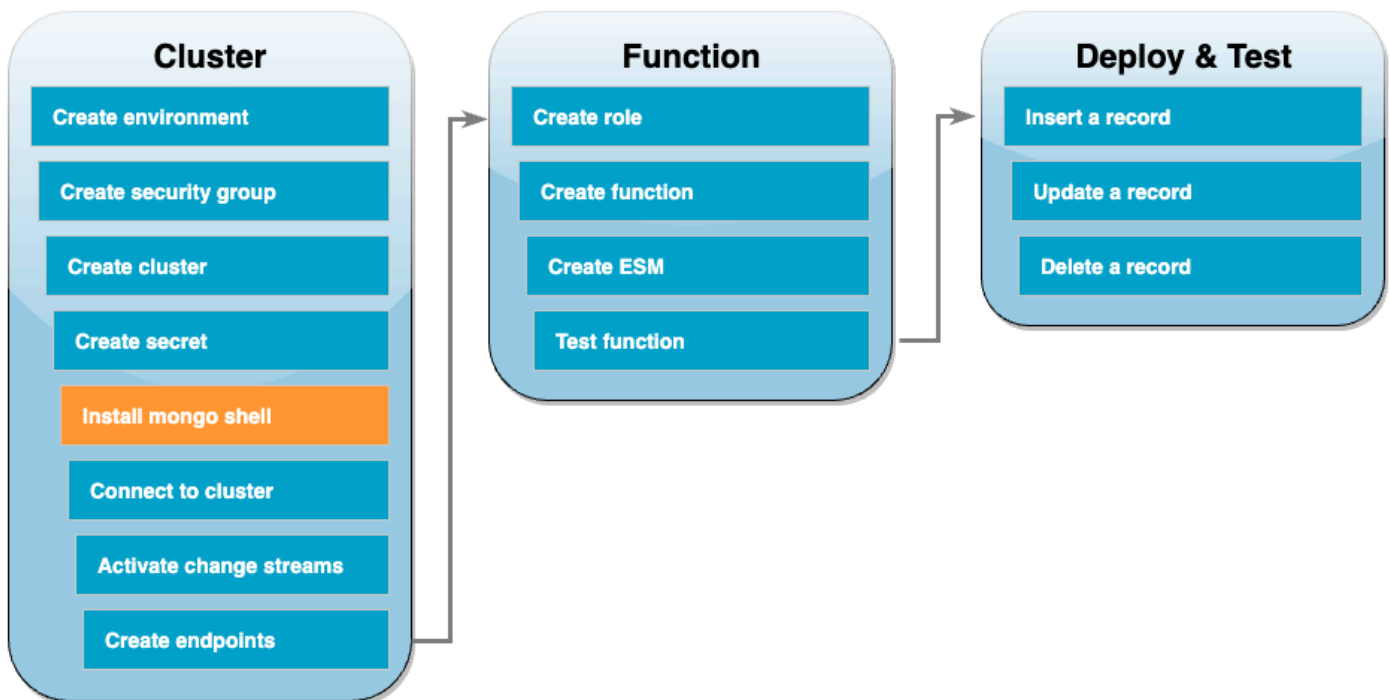 Cluster
Create environment
Create security group
Create cluster
Create secret
Install mongo shell
Connect to cluster
Activate change streams
Create endpoints
Function
Create role
Create function
Create ESM
Test function
Deploy & Test
Insert a record
Update a record
Delete a record